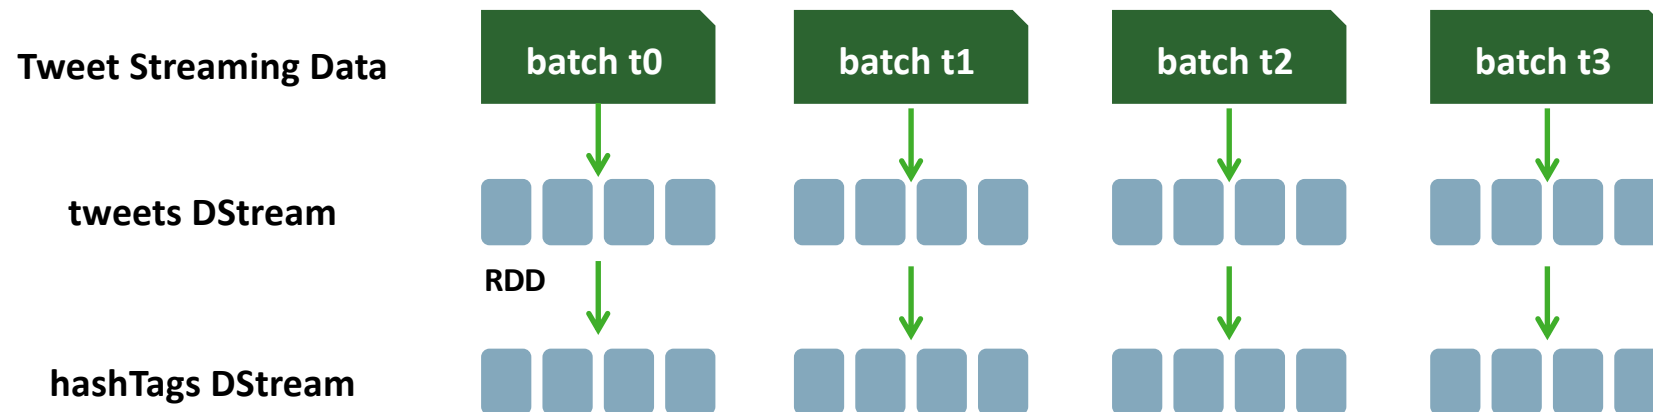 Tweet Streaming Data
batch t0
batch t1
batch t2
batch t3
tweets DStream
RDD
hashTags DStream